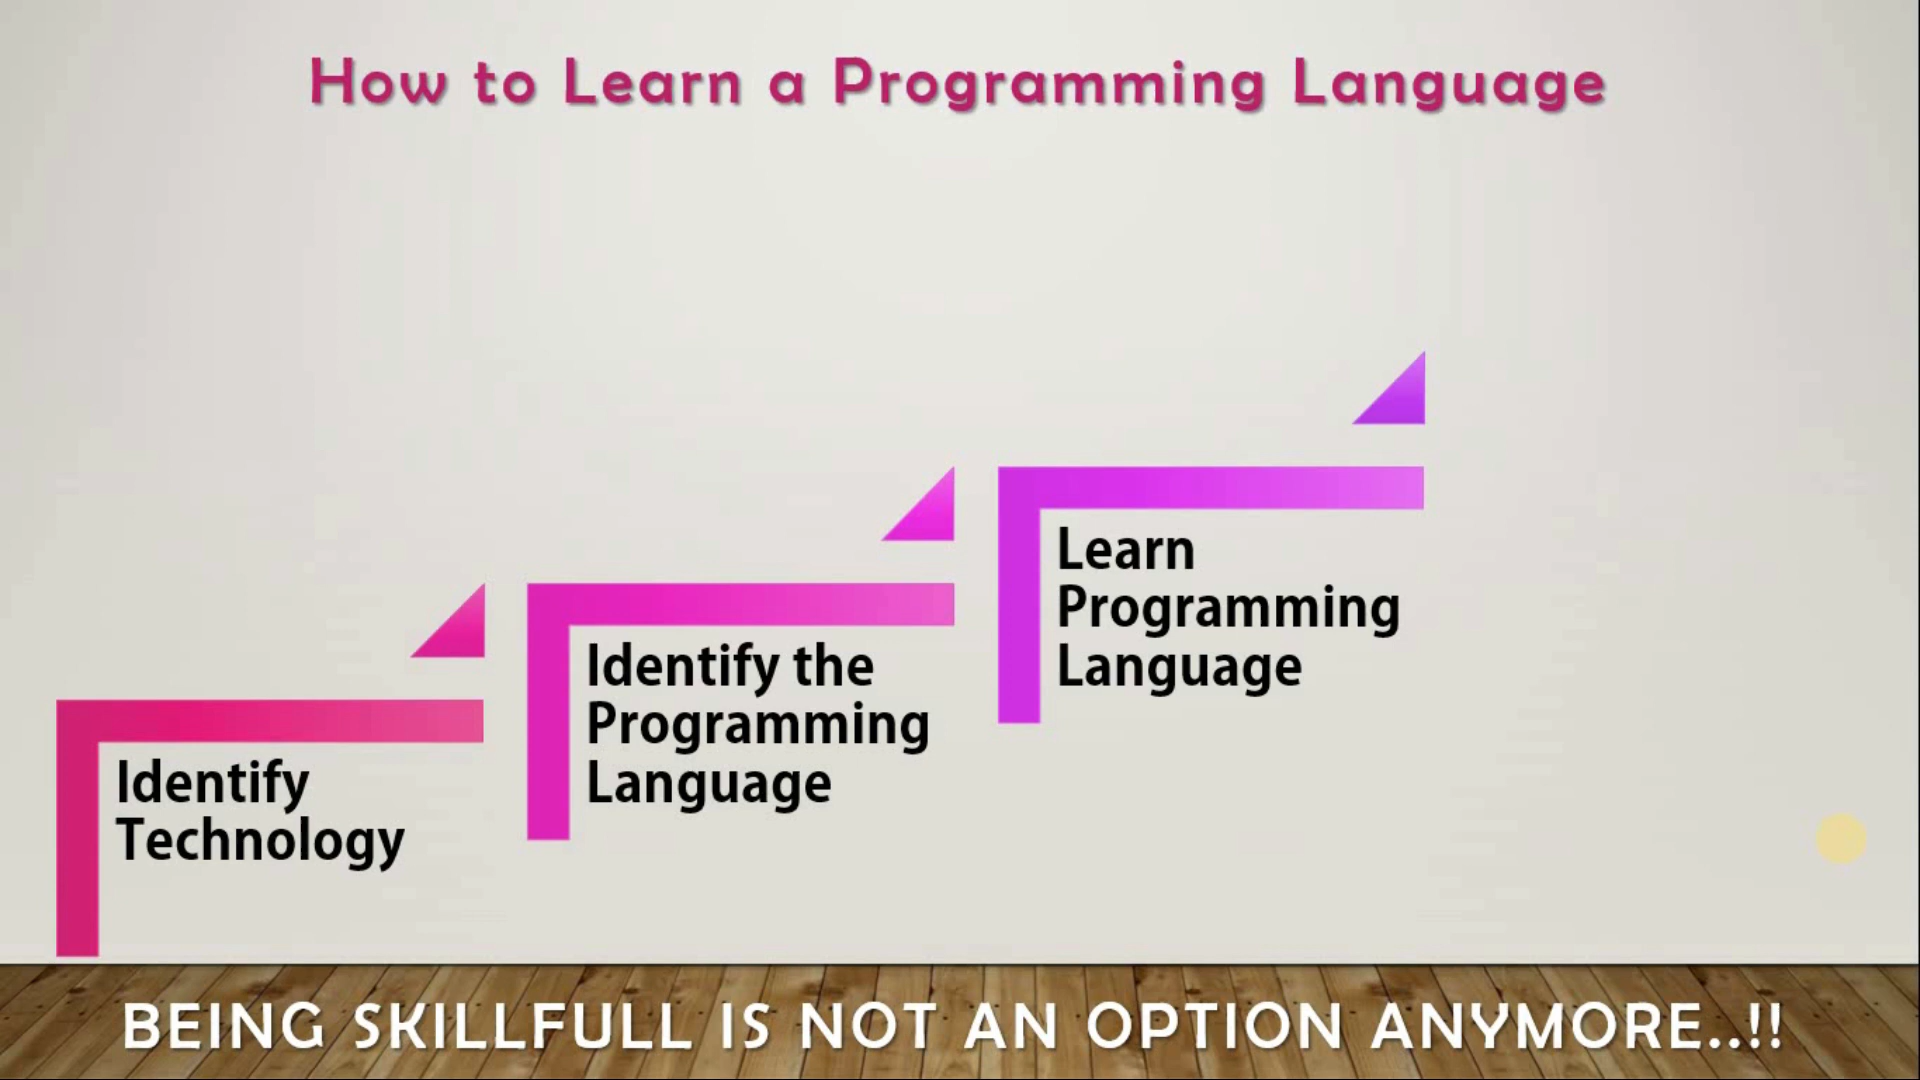 How to Learn a Programming Language
Identify
Technology
Identify the
Programming
Language
Learn
Programming
Language
BEING SKILLFULL IS NOT AN OPTION ANYMORE..!!